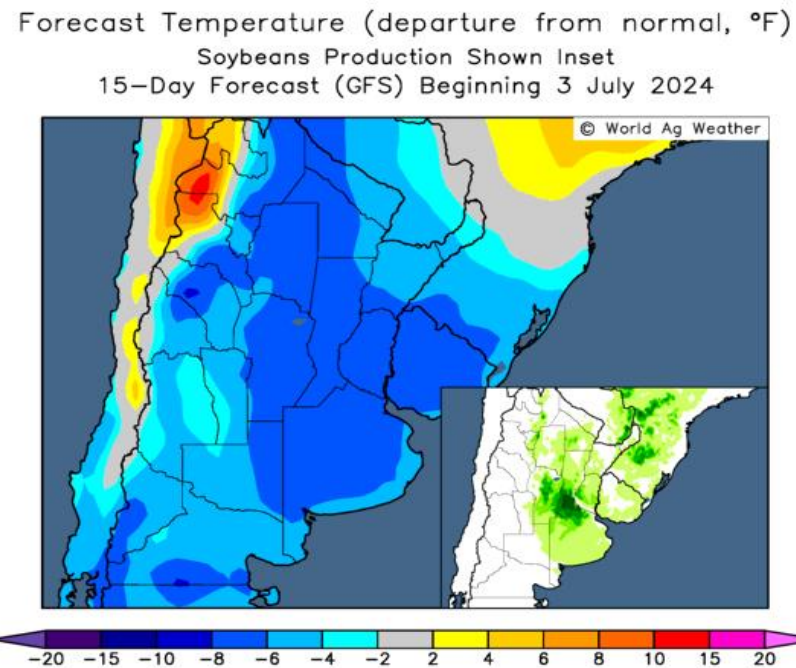 Forecast Temperature (departure from normal, °F)
Soybeans Production Shown Inset
15-Day Forecast (GFS) Beginning 3 July 2024
© World Ag Weather
-20 -15 -10 -8 -6 -4 -2 2 4 6 8 10 15 20